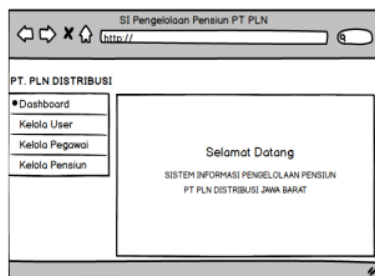 SI Pengelolaan Pensiun PT PLN
http://
PT. PLN DISTRIBUSI
Dashboard
Kelola User
Kelola Pegawai
Kelola Pensiun
Selamat Datang
SISTEM INFORMASI PENGELOLAAN PENSIUN
PT PLN DISTRIBUSI JAWA BARAT